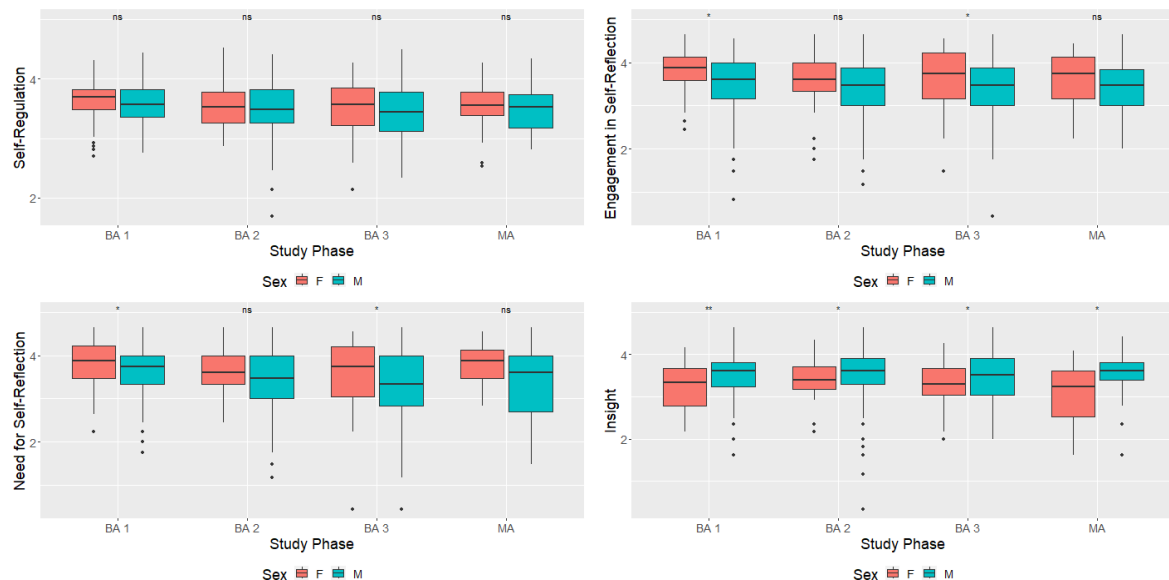 ns ns ns ns
Self-Regulation
4
2
BA 1 BA 2 BA 3 MA
Study Phase
Sex F M
* ns * ns
Engagement in Self-Reflection
4
2
BA 1 BA 2 BA 3 MA
Study Phase
Sex F M
* ns * ns
Need for Self-Reflection
4
2
BA 1 BA 2 BA 3 MA
Study Phase
Sex F M
** * * *
Insight
4
2
BA 1 BA 2 BA 3 MA
Study Phase
Sex F M